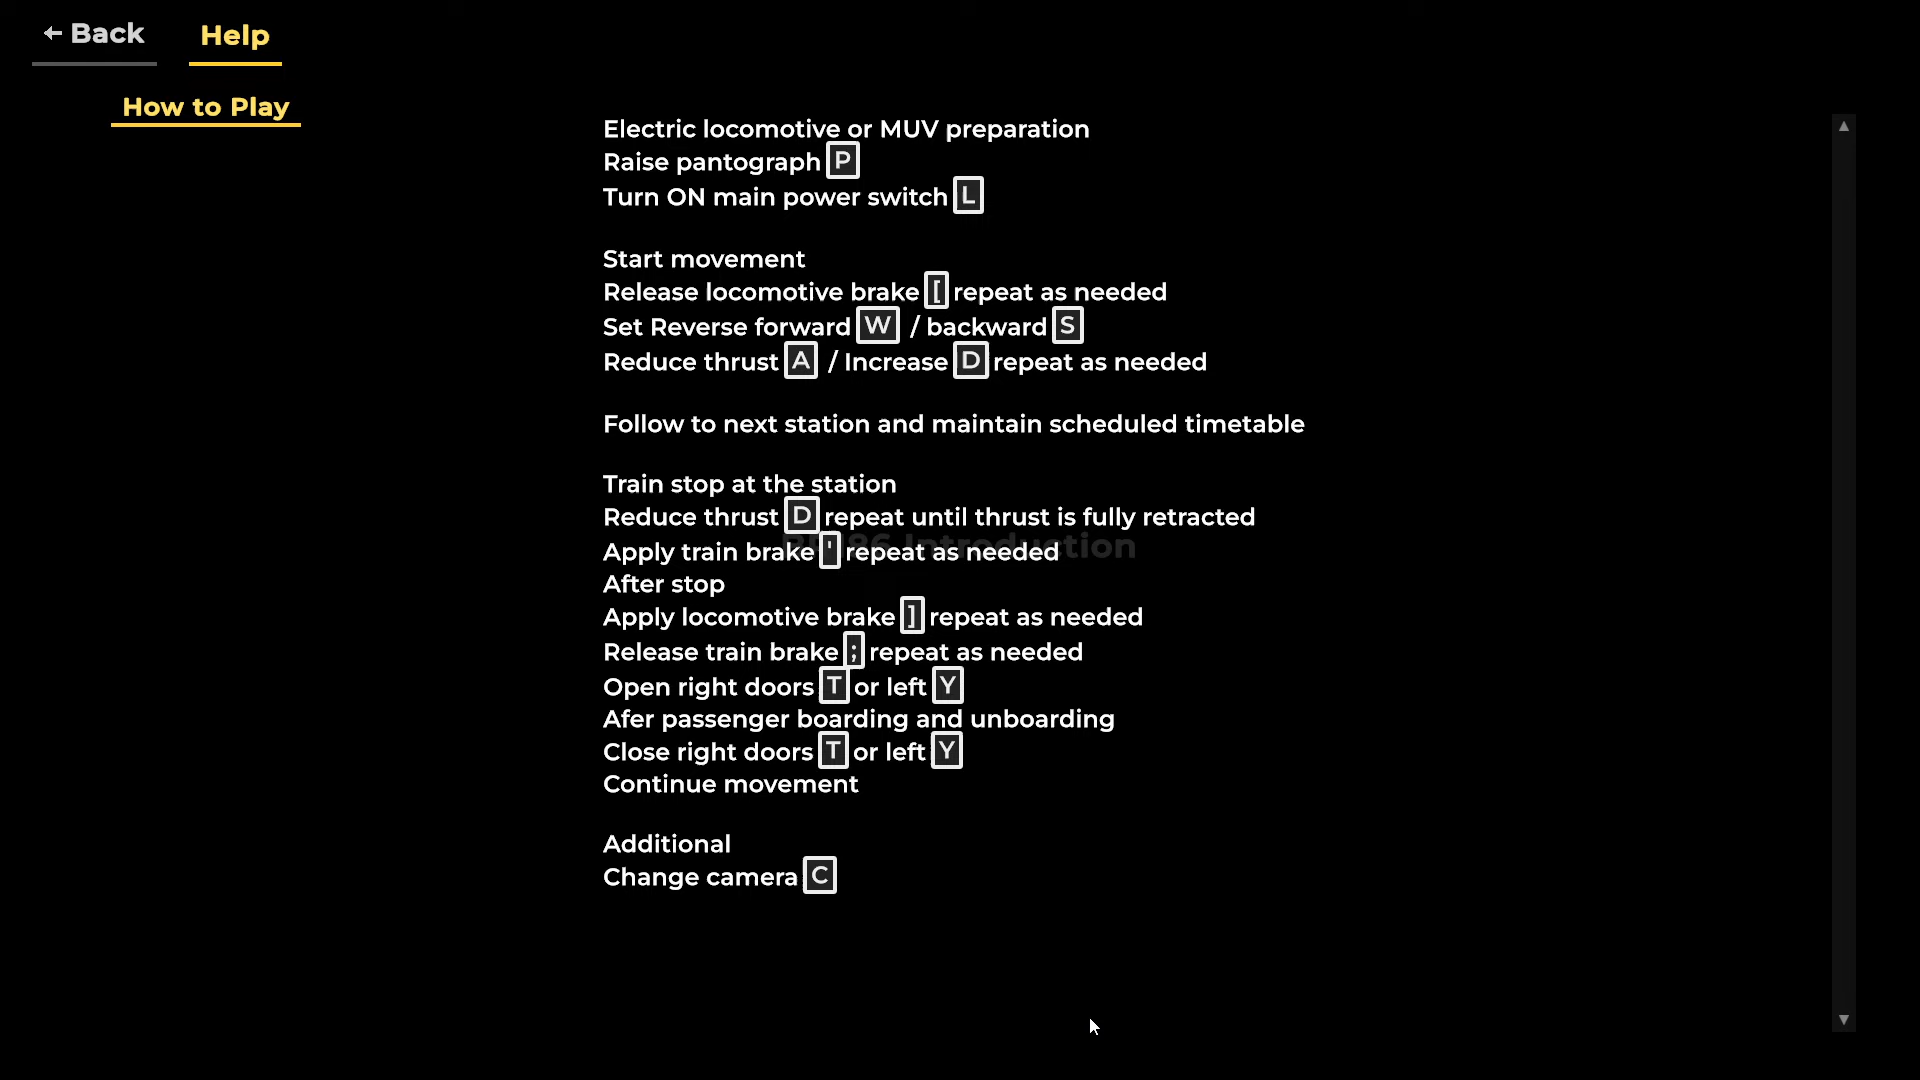 ← Back
Help
How to Play
Electric locomotive or MUV preparation
Raise pantograph P
Turn ON main power switch L
Start movement
Release locomotive brake [ repeat as needed
Set Reverse forward W / backward S
Reduce thrust A / Increase D repeat as needed
Follow to next station and maintain scheduled timetable
Train stop at the station
Reduce thrust D repeat until thrust is fully retracted
Apply train brake ' repeat as needed
After stop
Apply locomotive brake ] repeat as needed
Release train brake ; repeat as needed
Open right doors T or left Y
Afer passenger boarding and unboarding
Close right doors T or left Y
Continue movement
Additional
Change camera C
Introduction